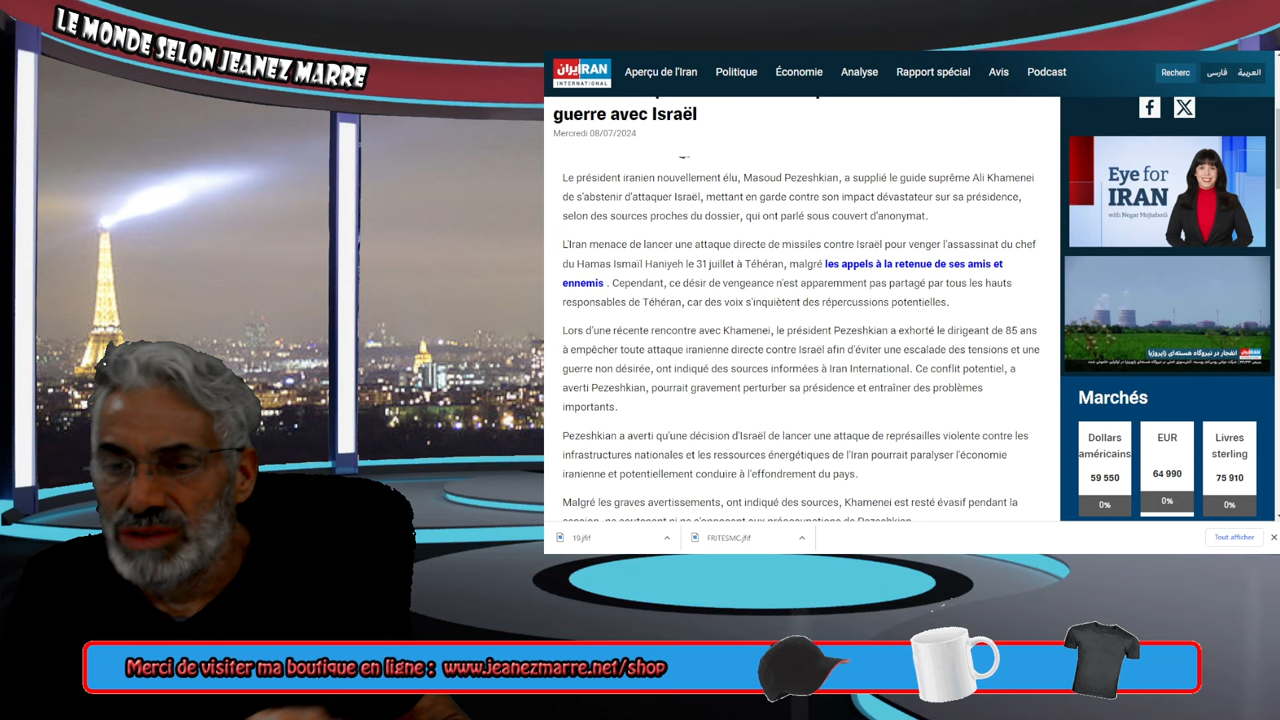 LE MONDE SELON JEANEZ MARRE
ایران IRAN
INTERNATIONAL
Aperçu de l'Iran
Politique
Économie
Analyse
Rapport spécial
Avis
Podcast
Recherc
فارسی
العربية
guerre avec Israël
Mercredi 08/07/2024
Le président iranien nouvellement élu, Masoud Pezeshkian, a supplié le guide suprême Ali Khamenei
de s'abstenir d'attaquer Israël, mettant en garde contre son impact dévastateur sur sa présidence,
selon des sources proches du dossier, qui ont parlé sous couvert d'anonymat.
L'Iran menace de lancer une attaque directe de missiles contre Israël pour venger l'assassinat du chef
du Hamas Ismaïl Haniyeh le 31 juillet à Téhéran, malgré les appels à la retenue de ses amis et
ennemis . Cependant, ce désir de vengeance n'est apparemment pas partagé par tous les hauts
responsables de Téhéran, car des voix s'inquiètent des répercussions potentielles.
Lors d'une récente rencontre avec Khamenei, le président Pezeshkian a exhorté le dirigeant de 85 ans
à empêcher toute attaque iranienne directe contre Israël afin d'éviter une escalade des tensions et une
guerre non désirée, ont indiqué des sources informées à Iran International. Ce conflit potentiel, a
averti Pezeshkian, pourrait gravement perturber sa présidence et entraîner des problèmes
importants.
Pezeshkian a averti qu'une décision d'Israël de lancer une attaque de représailles violente contre les
infrastructures nationales et les ressources énergétiques de l'Iran pourrait paralyser l'économie
iranienne et potentiellement conduire à l'effondrement du pays.
Malgré les graves avertissements, ont indiqué des sources, Khamenei est resté évasif pendant la
Eye for
IRAN
with Negar Mojtahedi
انفجار در نیروگاه هسته‌ای زاپروژیا
Marchés
Dollars
américains
59 550
0%
EUR
64 990
0%
Livres
sterling
75 910
0%
19.jfif
FRITESMC.jfif
Tout afficher
Merci de visiter ma boutique en ligne : www.jeanezmarre.net/shop